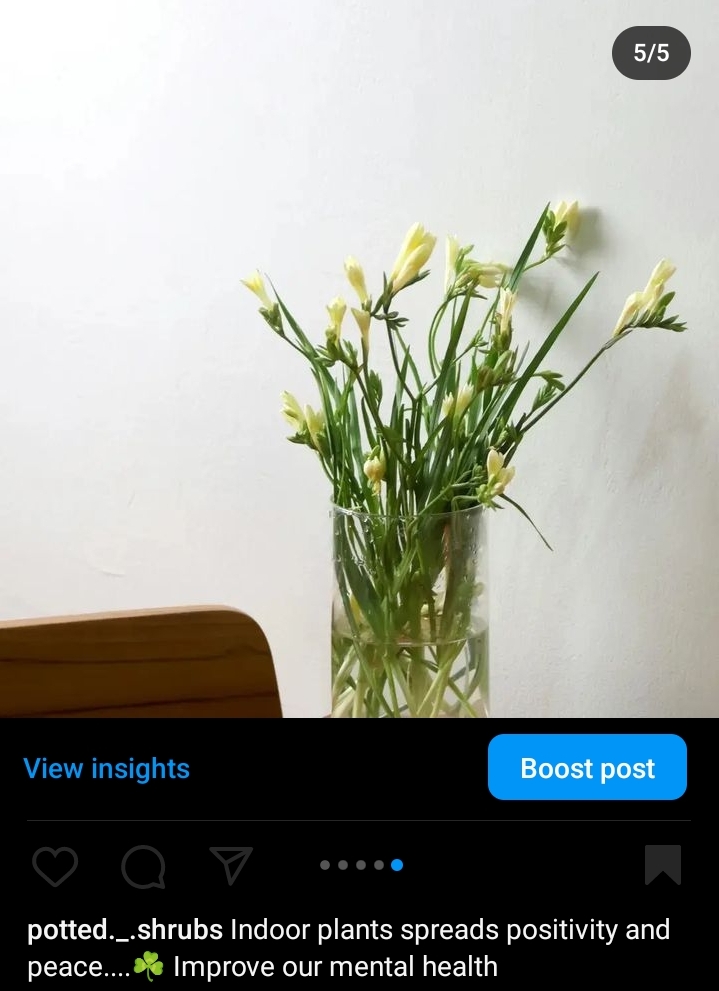 5/5
View insights
Boost post
potted._.shrubs Indoor plants spreads positivity and
peace....☘️ Improve our mental health